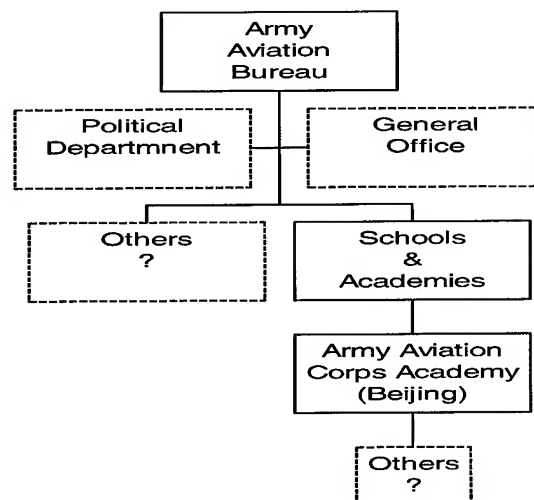 Army
Aviation
Bureau
Political
Departmnent
General
Office
Others
?
Schools
&
Academies
Army Aviation
Corps Academy
(Beijing)
Others
?